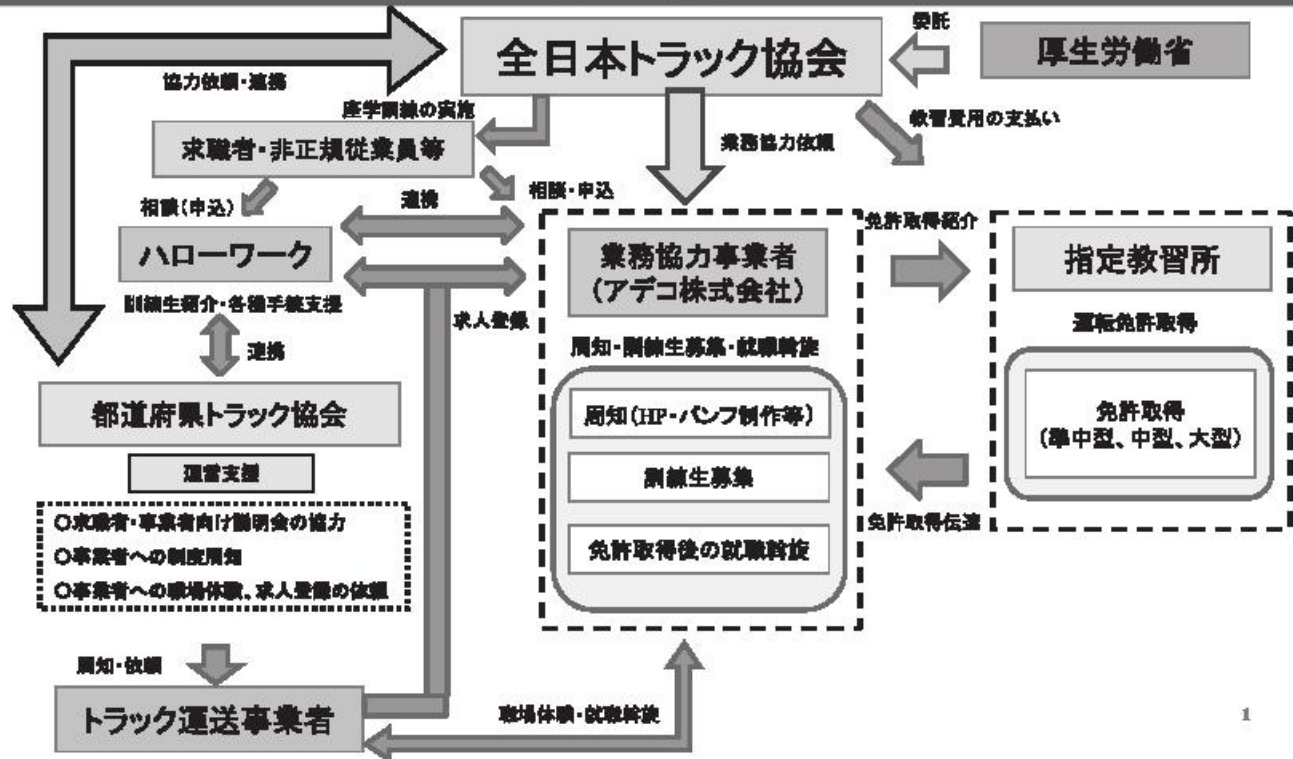 委託
全日本トラック協会
厚生労働省
協力依頼・連携
座学訓練の実施
教習費用の支払い
業務協力依頼
求職者・非正規従業員等
相談(申込)
連携
相談・申込
免許取得紹介
ハローワーク
業務協力事業者
(アデコ株式会社)
指定教習所
訓練生紹介・各種手続支援
求人登録
運転免許取得
連携
周知・訓練生募集・就職斡旋
都道府県トラック協会
周知(HP・パンフ制作等)
免許取得
(準中型、中型、大型)
運営支援
訓練生募集
〇求職者・事業者向け説明会の協力
免許取得伝達
〇事業者への制度周知
免許取得後の就職斡旋
〇事業者への職場体験、求人登録の依頼
周知・依頼
トラック運送事業者
職場体験・就職斡旋
1